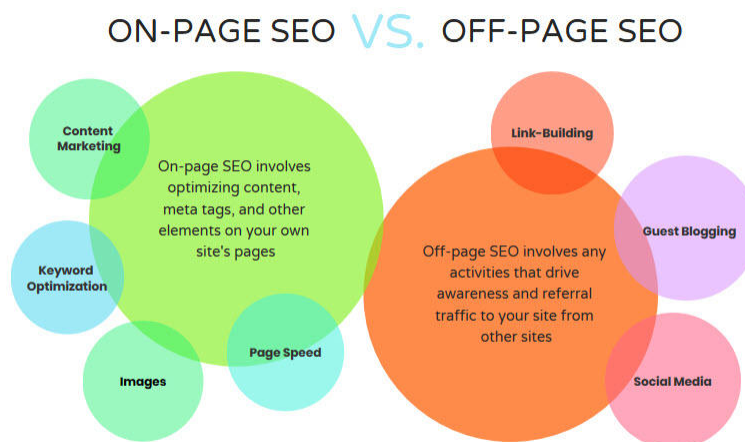 ON-PAGE SEO VS. OFF-PAGE SEO
Content
Marketing
On-page SEO involves
optimizing content,
meta tags, and other
elements on your own
site's pages
Keyword
Optimization
Images
Page Speed
Link-Building
Guest Blogging
Off-page SEO involves any
activities that drive
awareness and referral
traffic to your site from
other sites
Social Media